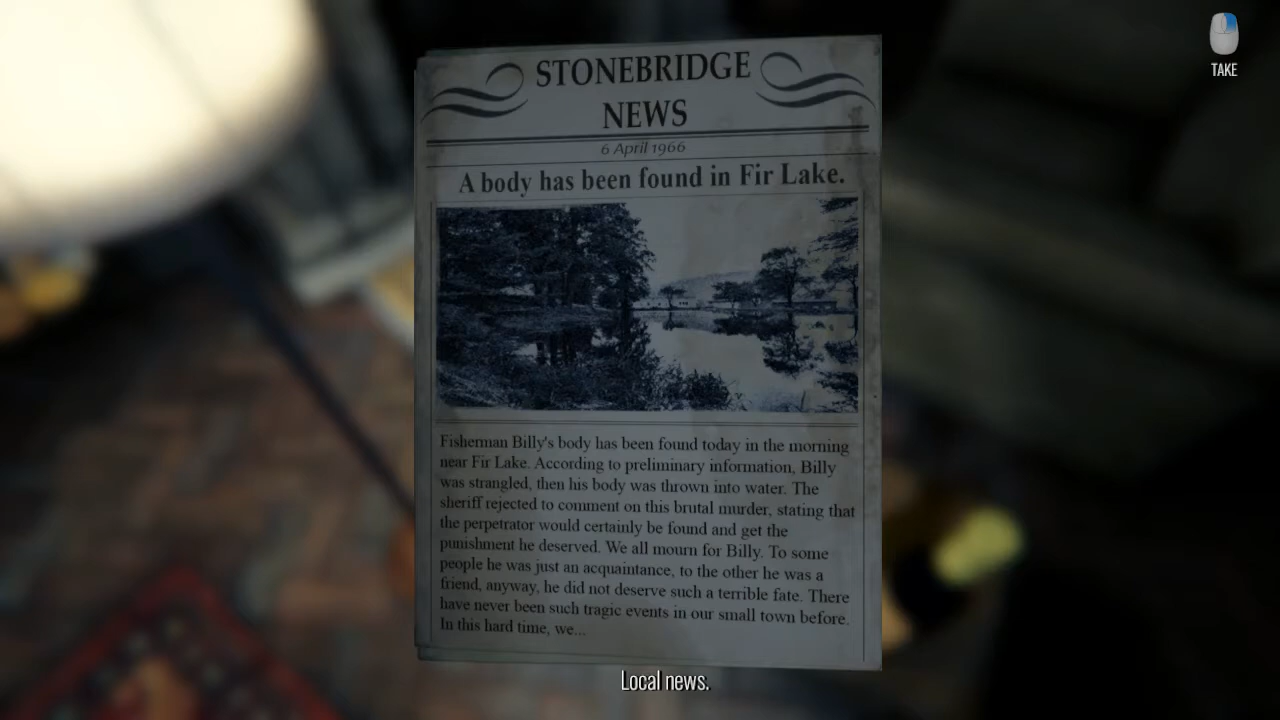 TAKE
STONEBRIDGE
NEWS
6 April 1966
A body has been found in Fir Lake.
Fisherman Billy's body has been found today in the morning
near Fir Lake. According to preliminary information, Billy
was strangled, then his body was thrown into water. The
sheriff rejected to comment on this brutal murder, stating that
the perpetrator would certainly be found and get the
punishment he deserved. We all mourn for Billy. To some
people he was just an acquaintance, to the other he was a
friend, anyway, he did not deserve such a terrible fate. There
have never been such tragic events in our small town before.
In this hard time, we...
Local news.